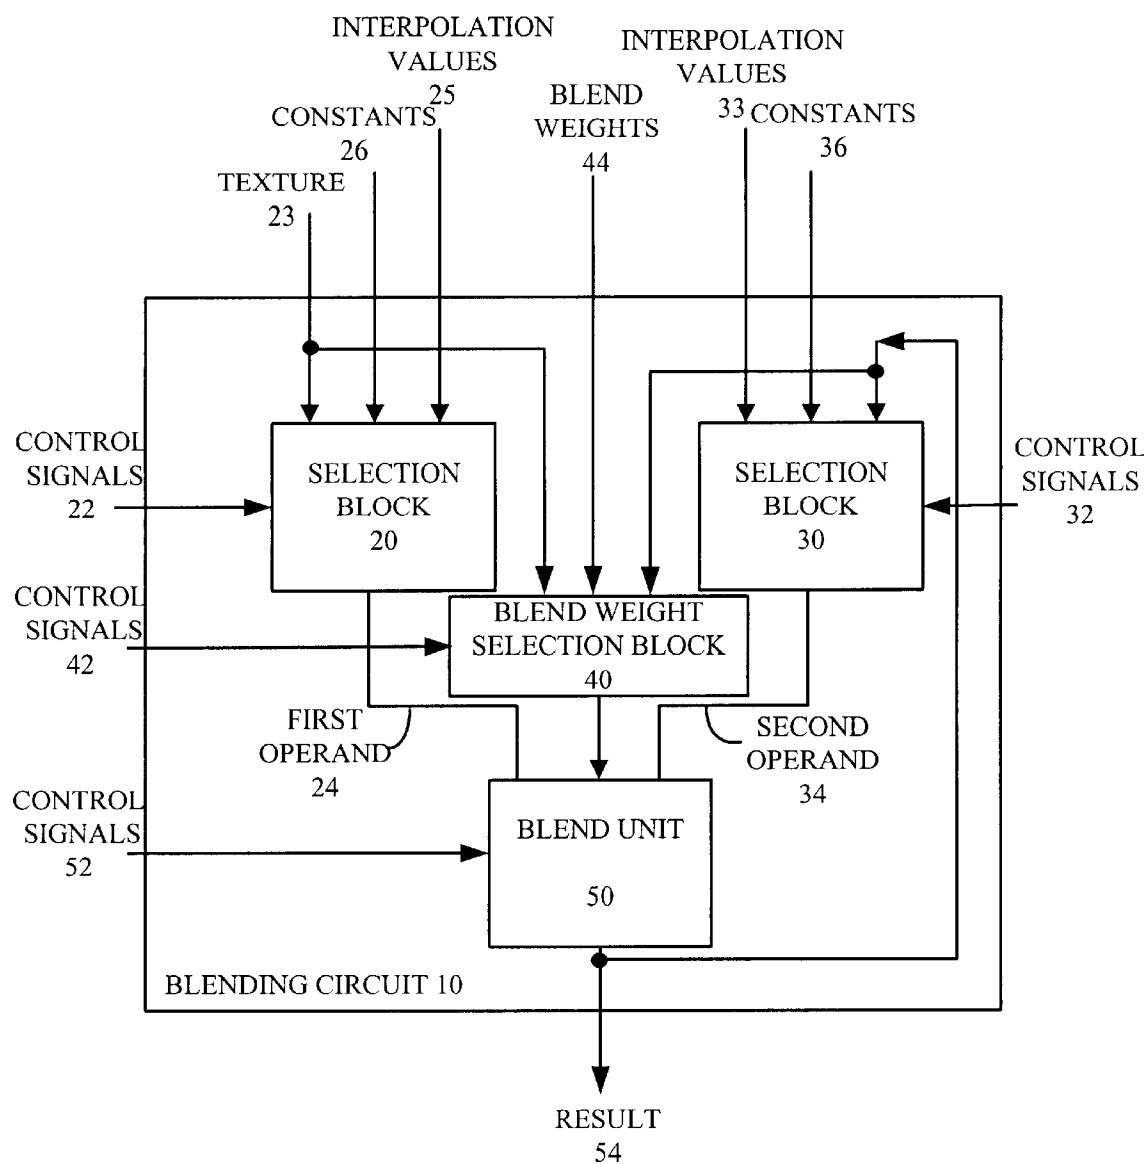 INTERPOLATION
VALUES
25
INTERPOLATION
VALUES
33
BLEND
WEIGHTS
44
CONSTANTS
26
CONSTANTS
36
TEXTURE
23
CONTROL
SIGNALS
22
SELECTION
BLOCK
20
SELECTION
BLOCK
30
CONTROL
SIGNALS
32
CONTROL
SIGNALS
42
BLEND WEIGHT
SELECTION BLOCK
40
FIRST
OPERAND
24
SECOND
OPERAND
34
CONTROL
SIGNALS
52
BLEND UNIT
50
BLENDING CIRCUIT 10
RESULT
54